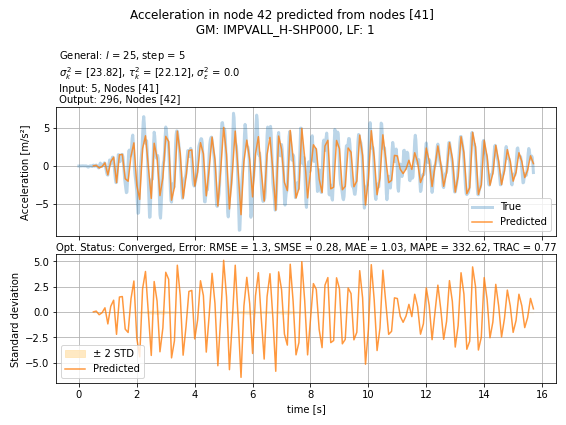 Acceleration in node 42 predicted from nodes [41]
GM: IMPVALL_H-SHP000, LF: 1
General: l = 25, step = 5
σ²ₖ = [23.82], τ²ₖ = [22.12], σ²ε = 0.0
Input: 5, Nodes [41]
Output: 296, Nodes [42]
Acceleration [m/s²]
5
0
−5
True
Predicted
Opt. Status: Converged, Error: RMSE = 1.3, SMSE = 0.28, MAE = 1.03, MAPE = 332.62, TRAC = 0.77
Standard deviation
5.0
2.5
0.0
−2.5
−5.0
± 2 STD
Predicted
0 2 4 6 8 10 12 14 16
time [s]